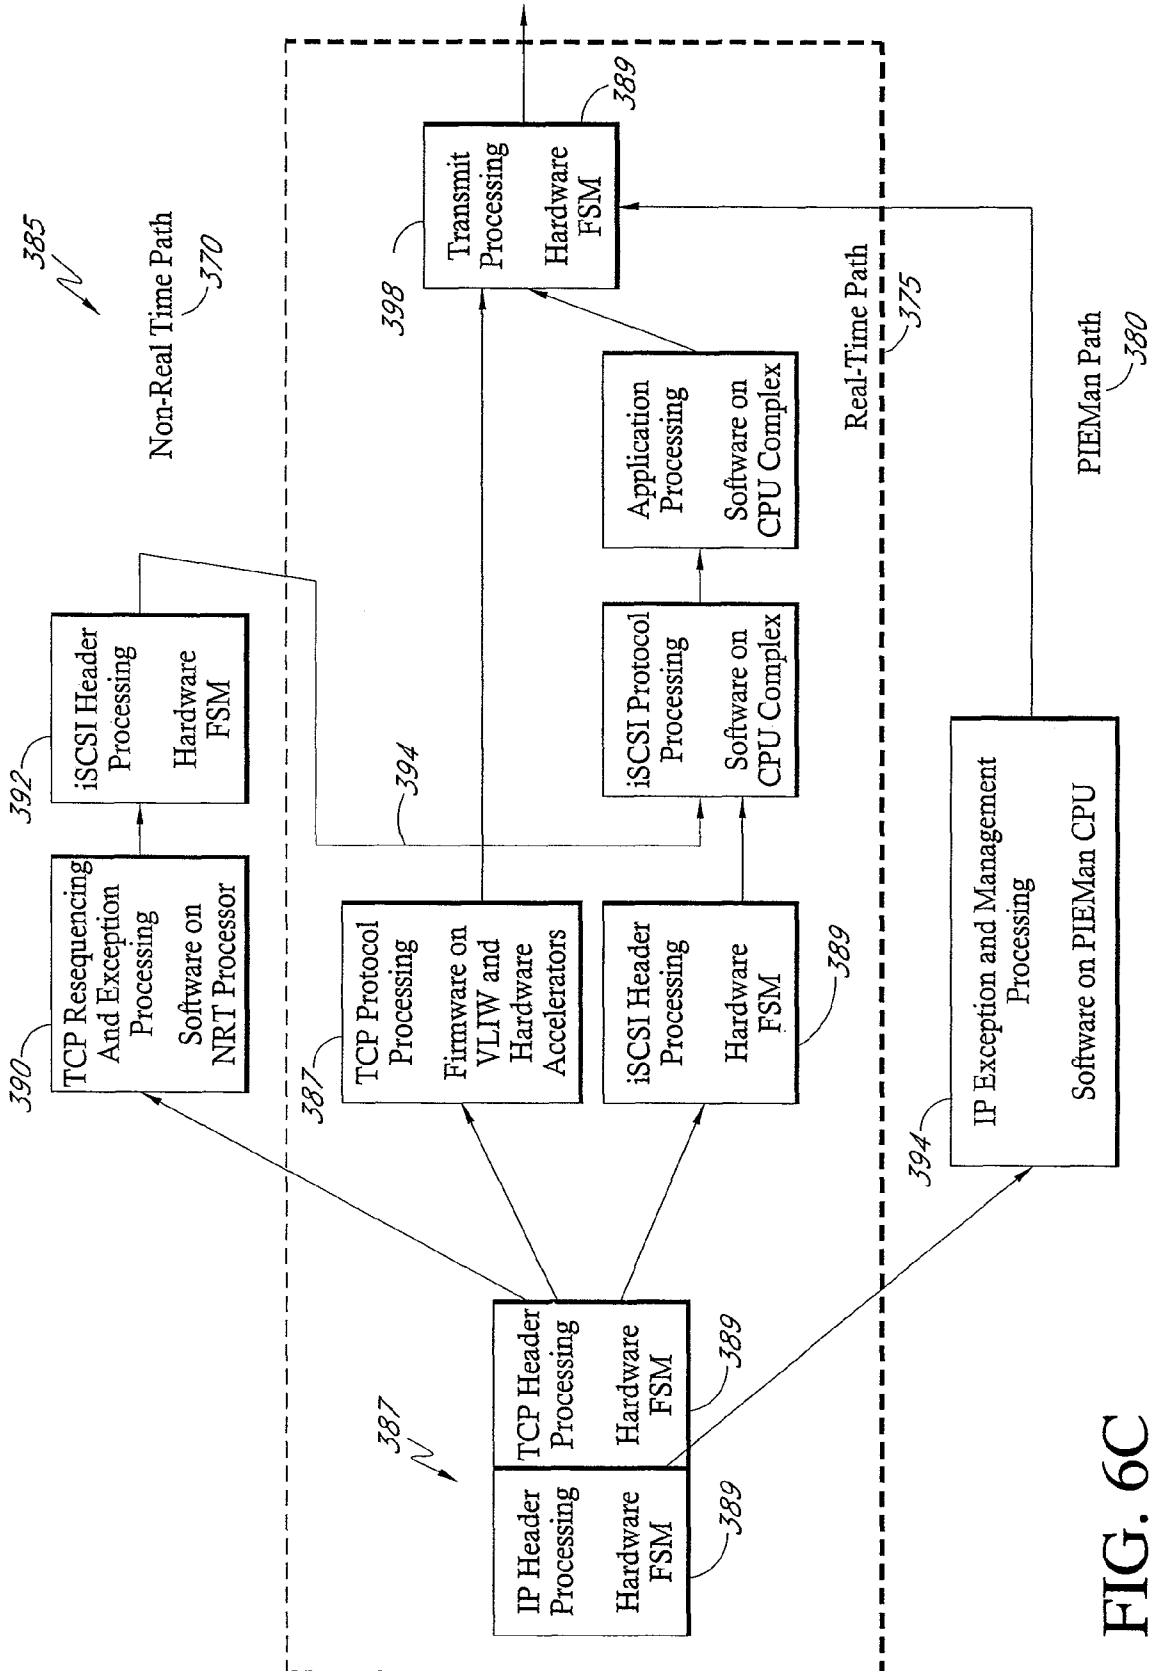 385
Non-Real Time Path
370
390
TCP Resequencing
And Exception
Processing
Software on
NRT Processor
392
iSCSI Header
Processing
Hardware
FSM
387
IP Header
Processing
Hardware
FSM
389
TCP Header
Processing
Hardware
FSM
389
387
TCP Protocol
Processing
Firmware on
VLIW and
Hardware
Accelerators
394
iSCSI Header
Processing
Hardware
FSM
389
iSCSI Protocol
Processing
Software on
CPU Complex
Application
Processing
Software on
CPU Complex
398
Transmit
Processing
Hardware
FSM
389
Real-Time Path
375
394
IP Exception and Management
Processing
Software on PIEMan CPU
PIEMan Path
380
FIG. 6C